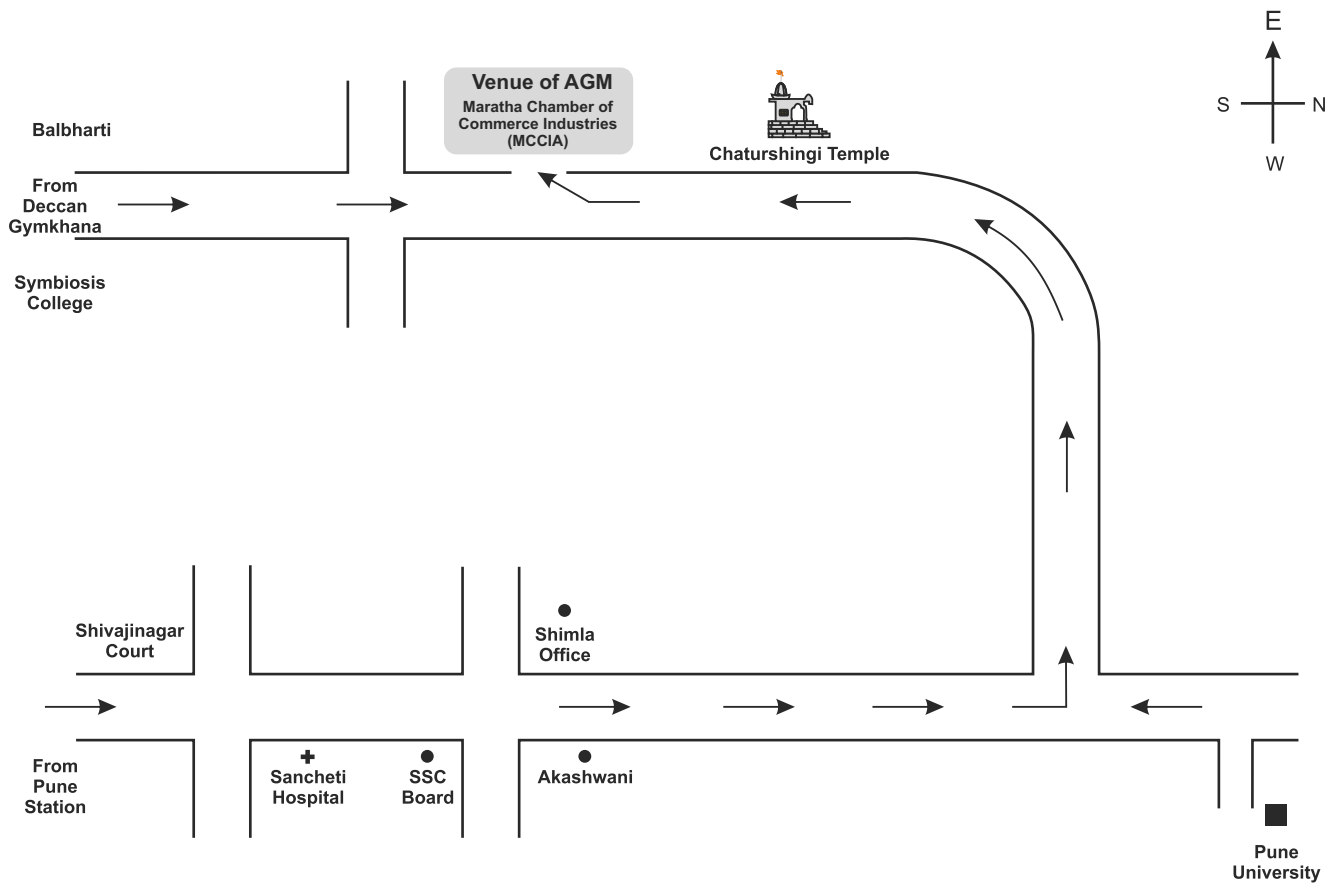 E
S
N
W
Venue of AGM
Maratha Chamber of
Commerce Industries
(MCCIA)
Chaturshingi Temple
Balbharti
From
Deccan
Gymkhana
Symbiosis
College
Shivajinagar
Court
Shimla
Office
From
Pune
Station
Sancheti
Hospital
SSC
Board
Akashwani
Pune
University